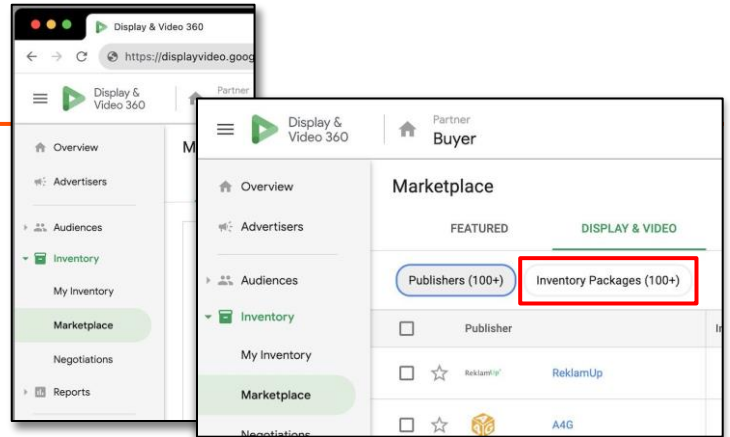 Display & Video 360
https://displayvideo.goog
Display &
Video 360
Partner
Overview
M
Advertisers
Audiences
Inventory
My Inventory
Marketplace
Negotiations
Reports
Display &
Video 360
Partner
Buyer
Overview
Marketplace
Advertisers
FEATURED
DISPLAY & VIDEO
Audiences
Publishers (100+)
Inventory Packages (100+)
Inventory
Publisher
In
My Inventory
ReklamUp
ReklamUp
Marketplace
A4G
Negotiations